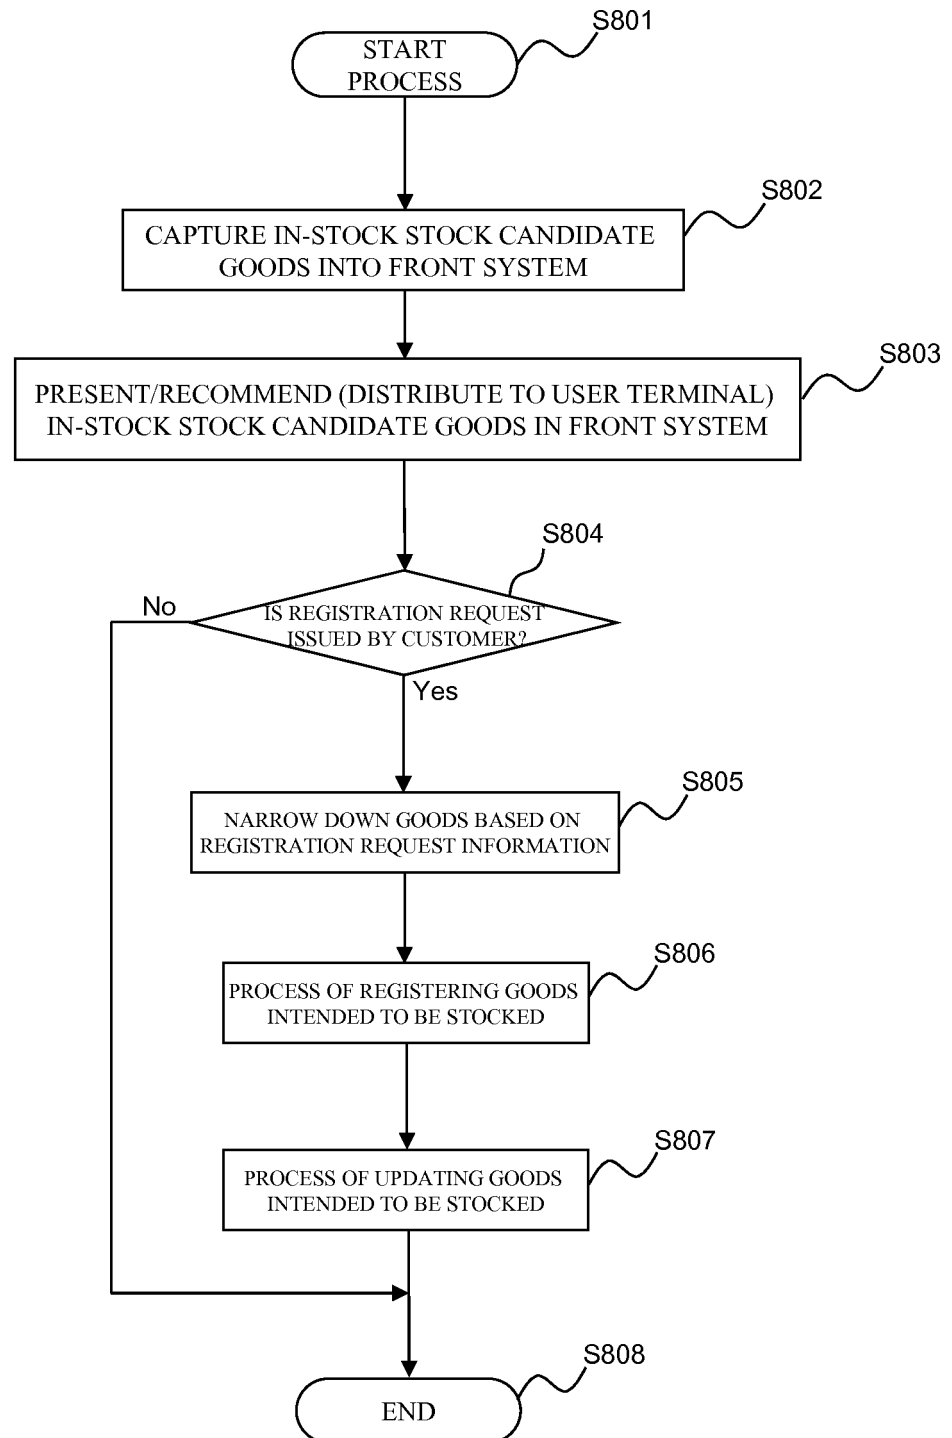 S801
START
PROCESS
S802
CAPTURE IN-STOCK STOCK CANDIDATE
GOODS INTO FRONT SYSTEM
S803
PRESENT/RECOMMEND (DISTRIBUTE TO USER TERMINAL)
IN-STOCK STOCK CANDIDATE GOODS IN FRONT SYSTEM
S804
No
IS REGISTRATION REQUEST
ISSUED BY CUSTOMER?
Yes
S805
NARROW DOWN GOODS BASED ON
REGISTRATION REQUEST INFORMATION
S806
PROCESS OF REGISTERING GOODS
INTENDED TO BE STOCKED
S807
PROCESS OF UPDATING GOODS
INTENDED TO BE STOCKED
S808
END